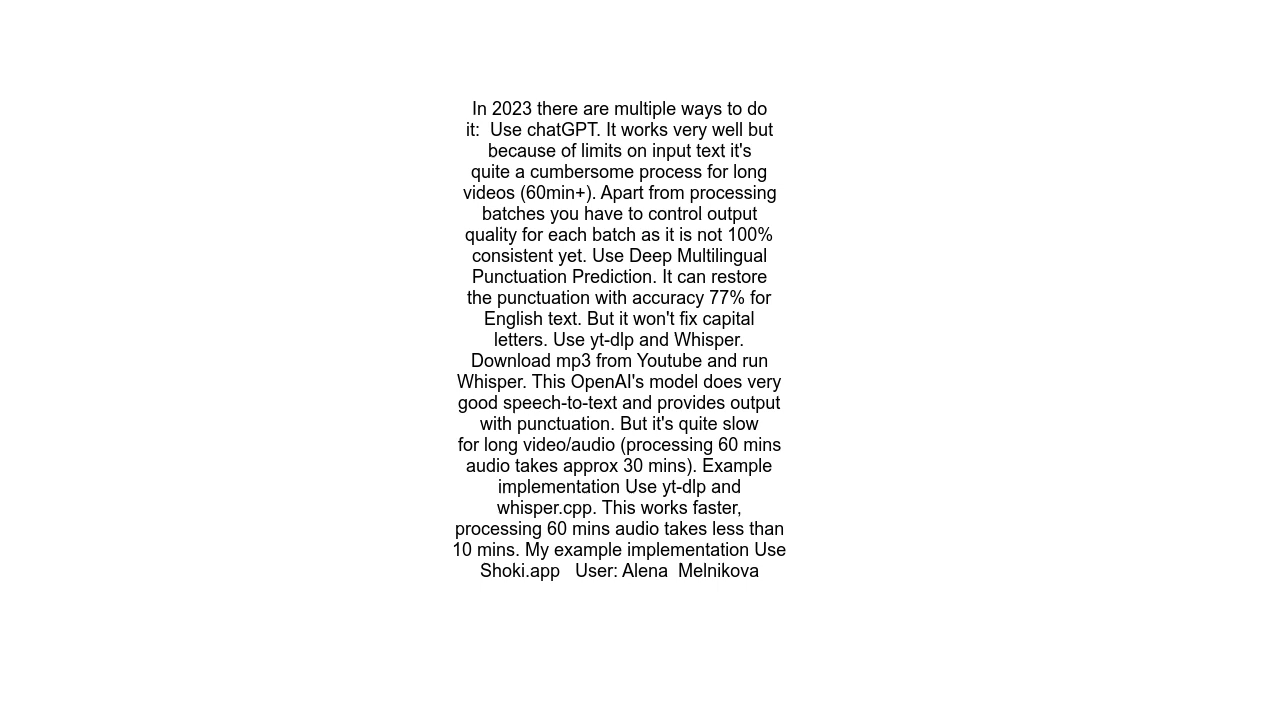 In 2023 there are multiple ways to do
it:  Use chatGPT. It works very well but
because of limits on input text it's
quite a cumbersome process for long
videos (60min+). Apart from processing
batches you have to control output
quality for each batch as it is not 100%
consistent yet. Use Deep Multilingual
Punctuation Prediction. It can restore
the punctuation with accuracy 77% for
English text. But it won't fix capital
letters. Use yt-dlp and Whisper.
Download mp3 from Youtube and run
Whisper. This OpenAI's model does very
good speech-to-text and provides output
with punctuation. But it's quite slow
for long video/audio (processing 60 mins
audio takes approx 30 mins). Example
implementation Use yt-dlp and
whisper.cpp. This works faster,
processing 60 mins audio takes less than
10 mins. My example implementation Use
Shoki.app   User: Alena  Melnikova